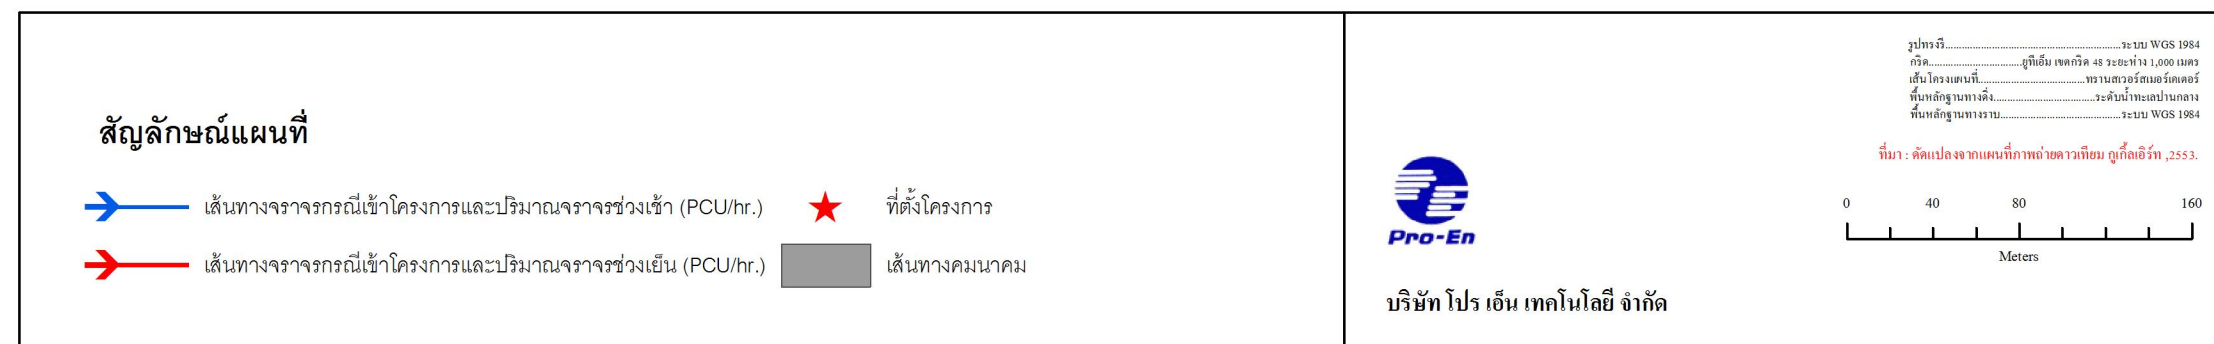 สัญลักษณ์แผนที่
เส้นทางจราจรกรณีเข้าโครงการและปริมาณจราจรช่วงเช้า (PCU/hr.)
ที่ตั้งโครงการ
เส้นทางจราจรกรณีเข้าโครงการและปริมาณจราจรช่วงเย็น (PCU/hr.)
เส้นทางคมนาคม
รูปทรงรี............................................................ระบบ WGS 1984
กริด................................ยูทีเอ็ม เขตกริด 48 ระยะห่าง 1,000 เมตร
เส้นโครงแผนที่....................................ทรานสเวอร์สเมอร์เคเตอร์
พื้นหลักฐานทางดิ่ง...................................ระดับน้ำทะเลปานกลาง
พื้นหลักฐานทางราบ.........................................ระบบ WGS 1984
ที่มา : ดัดแปลงจากแผนที่ภาพถ่ายดาวเทียม กูเกิ้ลเอิร์ท ,2553.
0 40 80 160
Meters
Pro-En
บริษัท โปร เอ็น เทคโนโลยี จำกัด